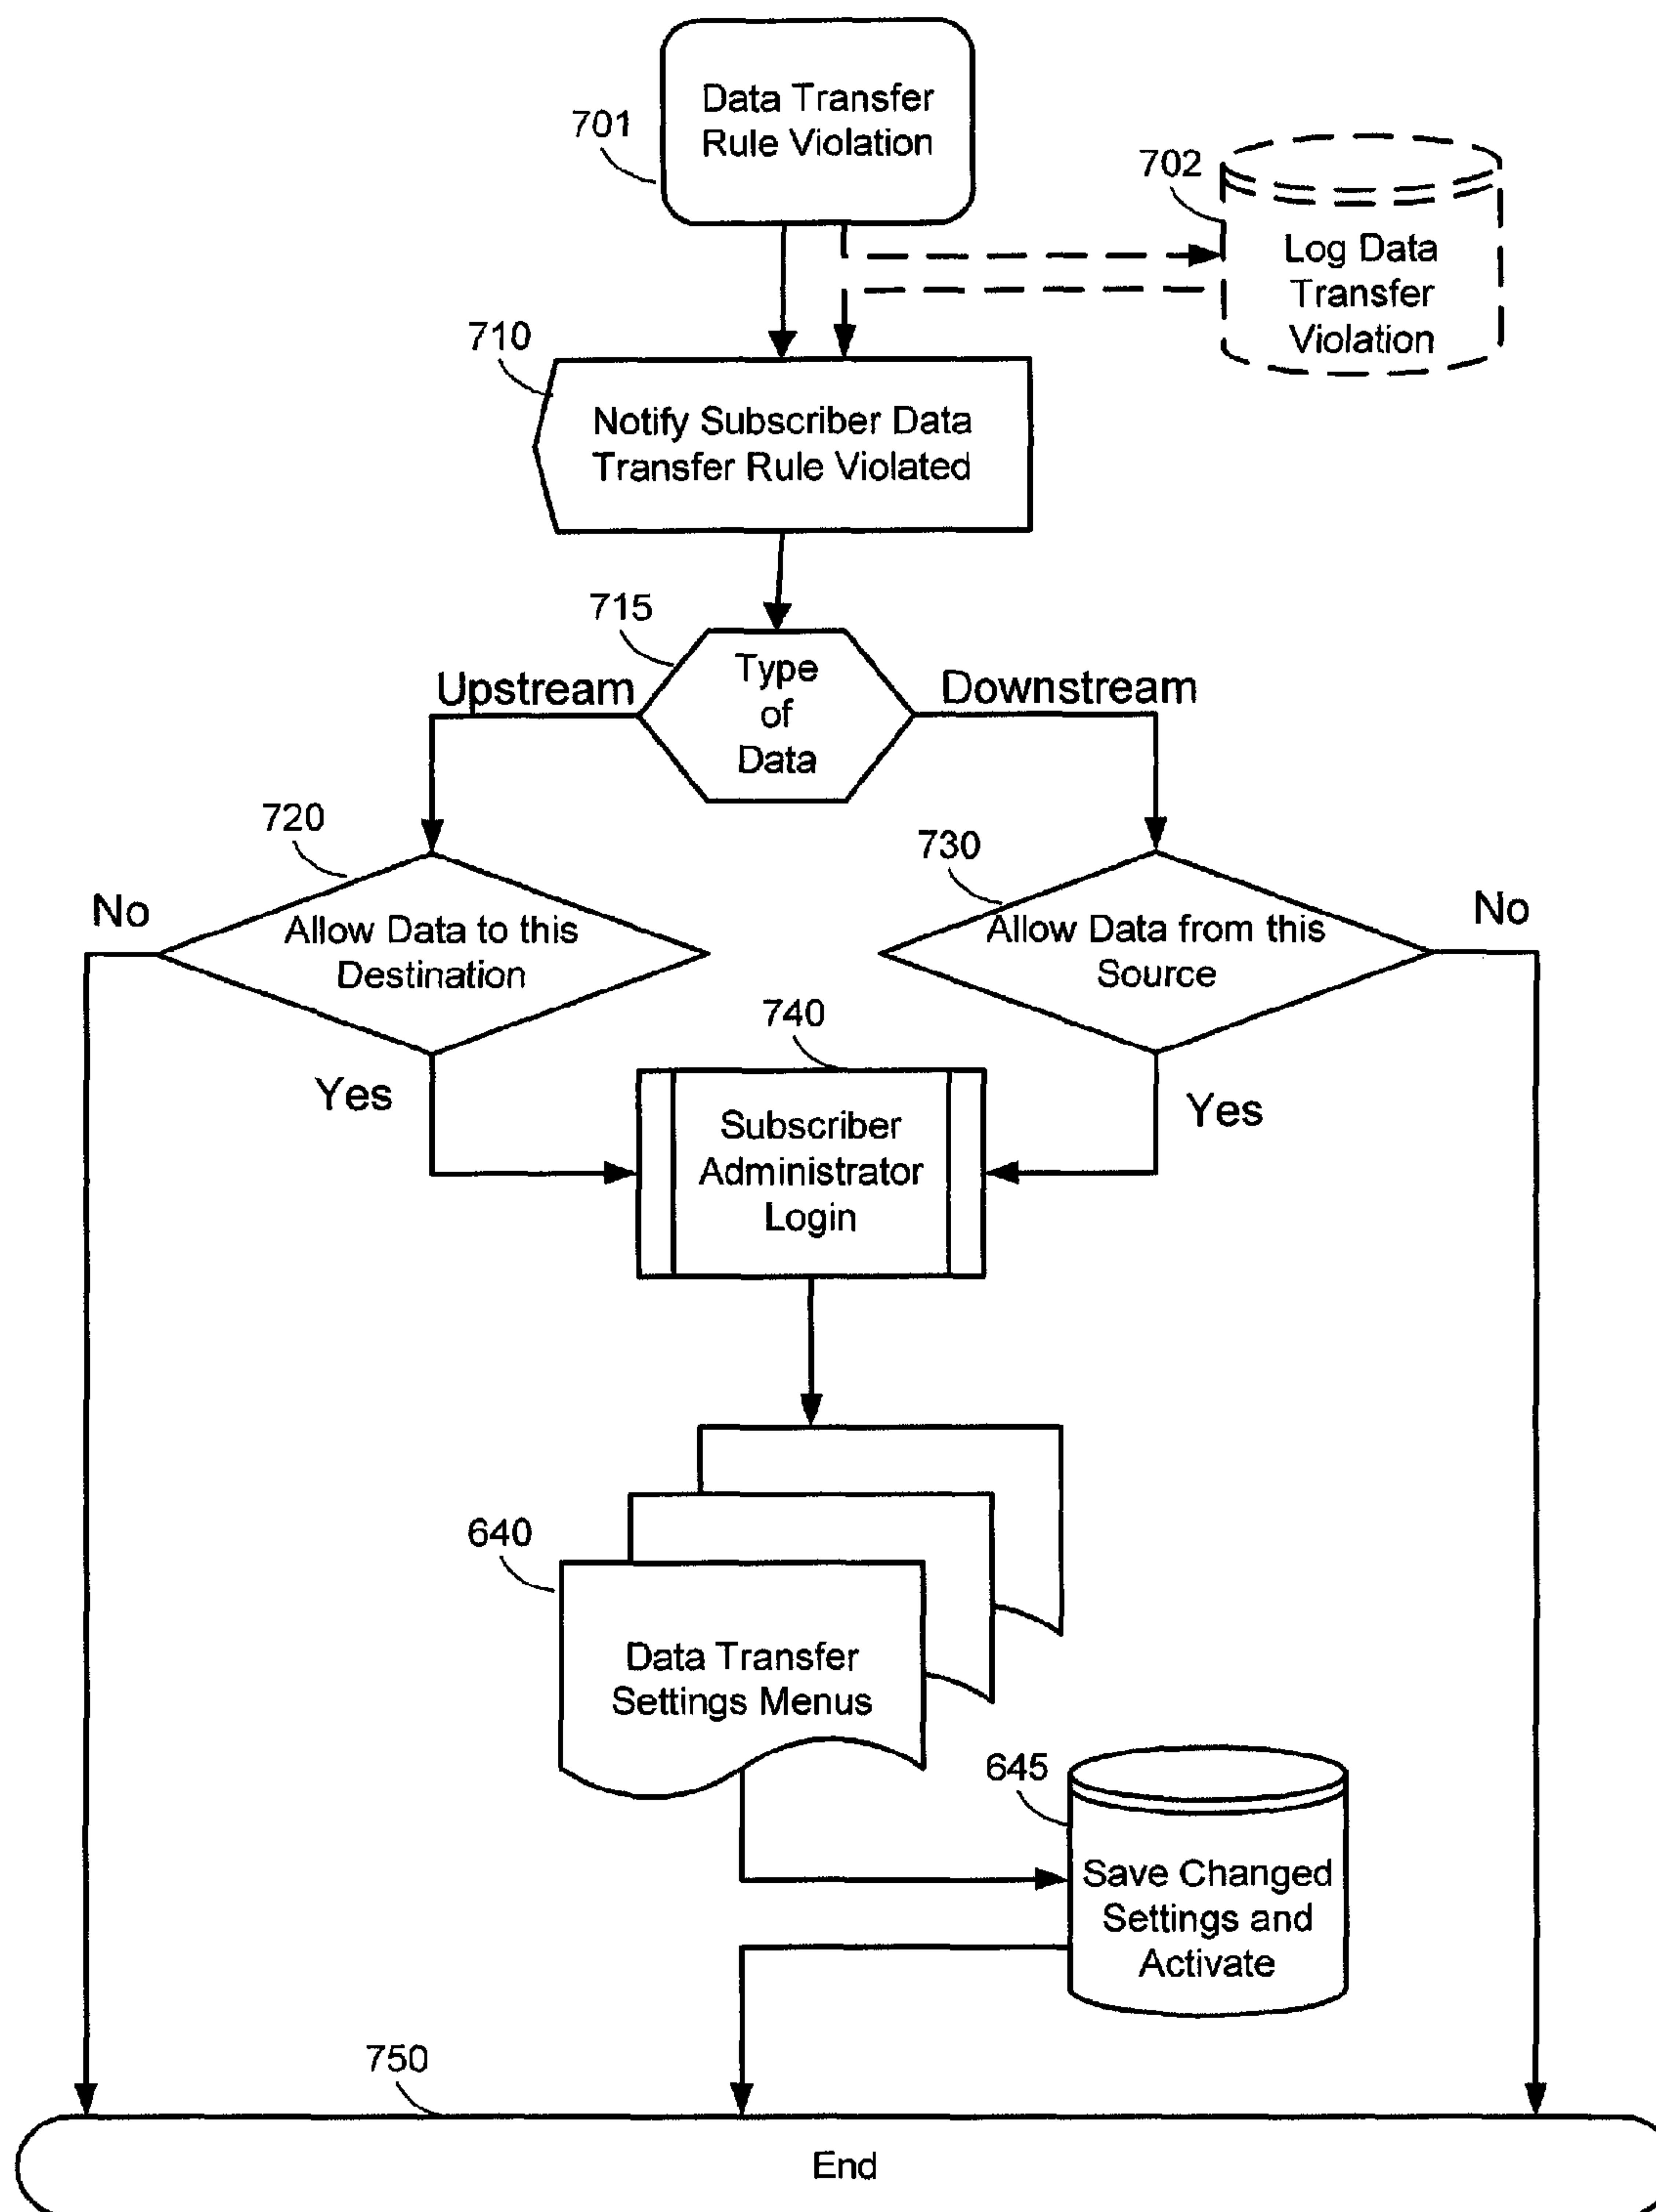 Data Transfer
Rule Violation
701
702
Log Data
Transfer
Violation
710
Notify Subscriber Data
Transfer Rule Violated
715
Type
of
Data
Upstream
Downstream
720
730
No
Allow Data to this
Destination
Allow Data from this
Source
No
740
Yes
Subscriber
Administrator
Login
Yes
640
Data Transfer
Settings Menus
645
Save Changed
Settings and
Activate
750
End